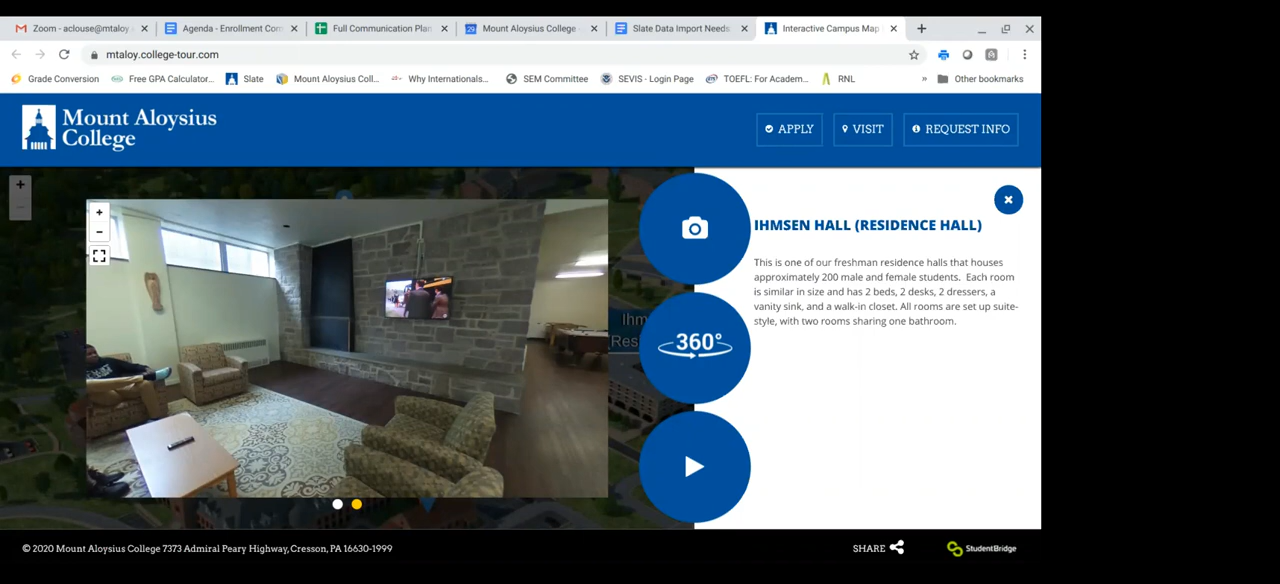 Zoom - aclouse@mtaloy
Agenda - Enrollment Com
Full Communication Plan
Mount Aloysius College
Slate Data Import Needs
Interactive Campus Map
mtaloy.college-tour.com
Grade Conversion
Free GPA Calculator...
Slate
Mount Aloysius Coll...
Why Internationals...
SEM Committee
SEVIS - Login Page
TOEFL: For Academ...
RNL
»
Other bookmarks
Mount Aloysius
College
APPLY
VISIT
REQUEST INFO
IHMSEN HALL (RESIDENCE HALL)
This is one of our freshman residence halls that houses
approximately 200 male and female students. Each room
is similar in size and has 2 beds, 2 desks, 2 dressers, a
vanity sink, and a walk-in closet. All rooms are set up suite-
style, with two rooms sharing one bathroom.
Ihm
Res
360°
© 2020 Mount Aloysius College 7373 Admiral Peary Highway, Cresson, PA 16630-1999
SHARE
StudentBridge